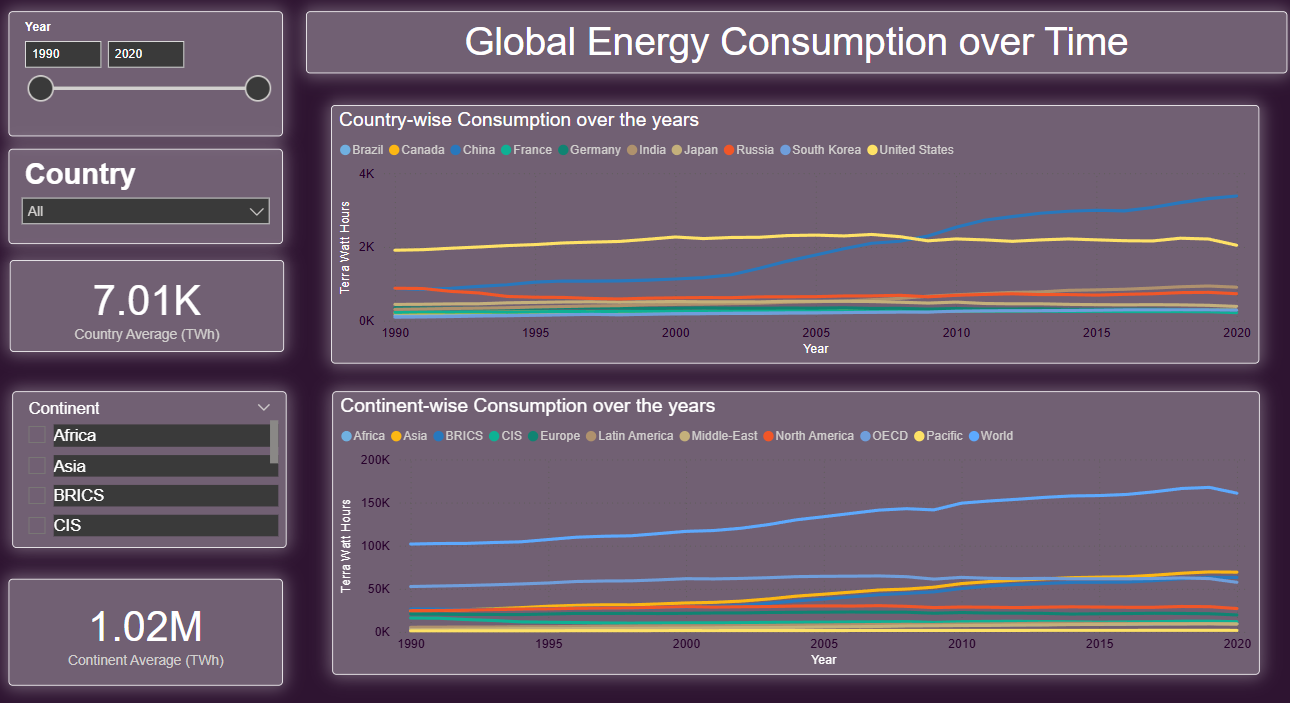 Year
1990 2020
Global Energy Consumption over Time
Country
All
7.01K
Country Average (TWh)
Continent
Africa
Asia
BRICS
CIS
1.02M
Continent Average (TWh)
Country-wise Consumption over the years
Brazil Canada China France Germany India Japan Russia South Korea United States
Terra Watt Hours
4K
2K
0K
1990 1995 2000 2005 2010 2015 2020
Year
Continent-wise Consumption over the years
Africa Asia BRICS CIS Europe Latin America Middle-East North America OECD Pacific World
Terra Watt Hours
200K
150K
100K
50K
0K
1990 1995 2000 2005 2010 2015 2020
Year